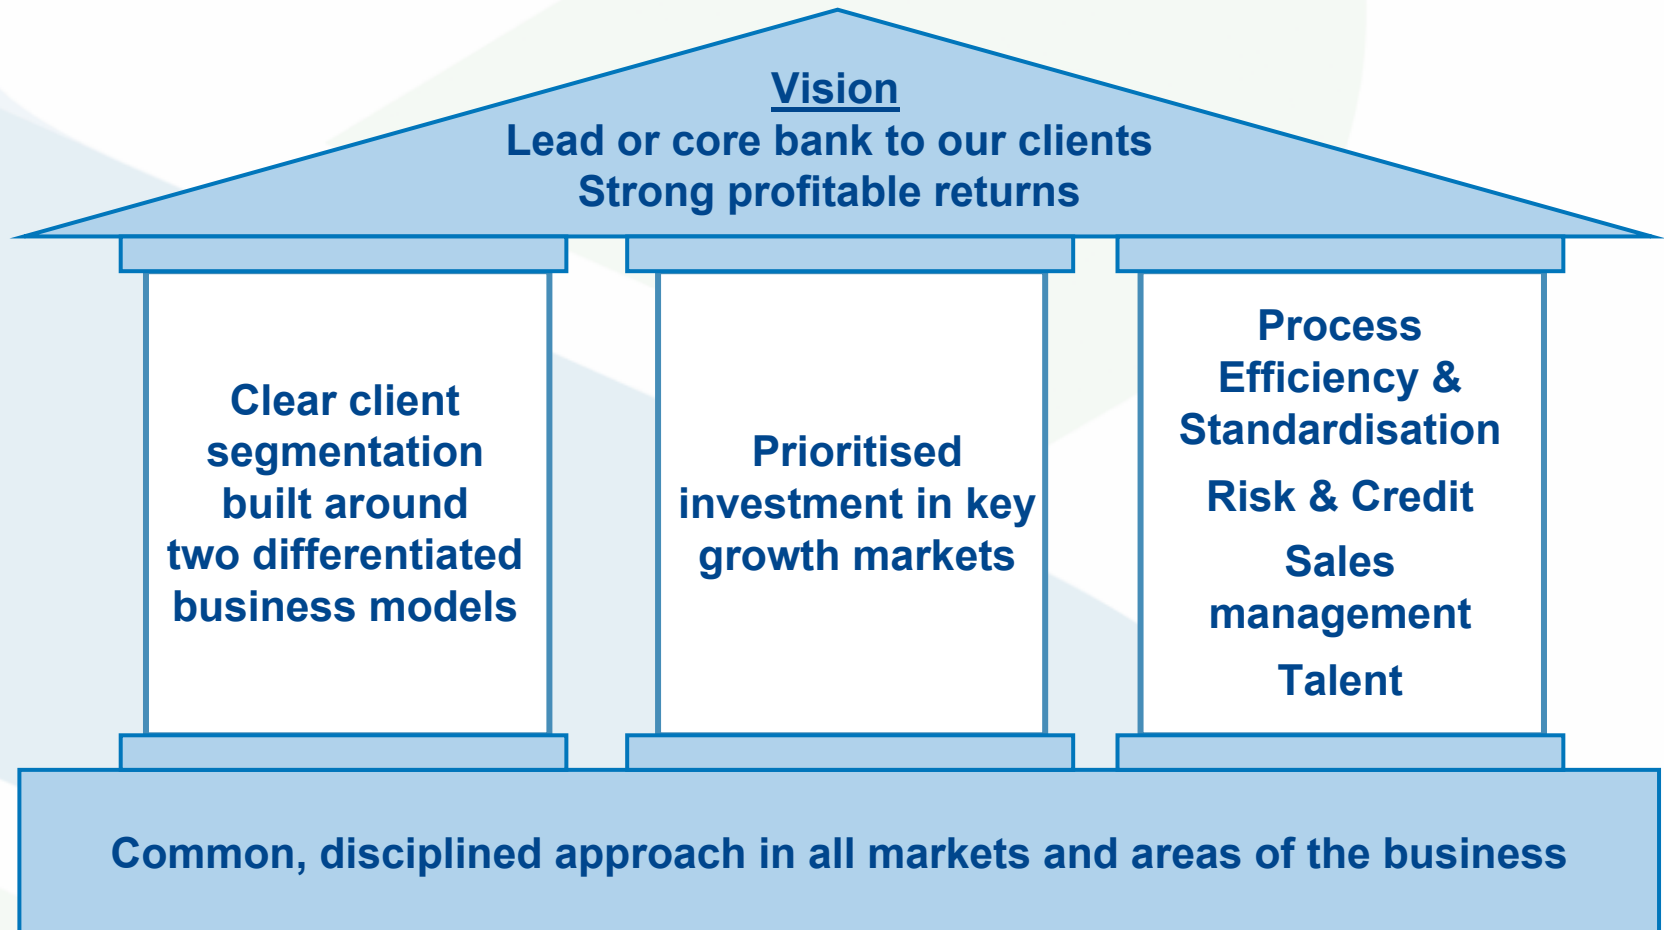 Vision
Lead or core bank to our clients
Strong profitable returns
Clear client
segmentation
built around
two differentiated
business models
Prioritised
investment in key
growth markets
Process
Efficiency &
Standardisation
Risk & Credit
Sales
management
Talent
Common, disciplined approach in all markets and areas of the business